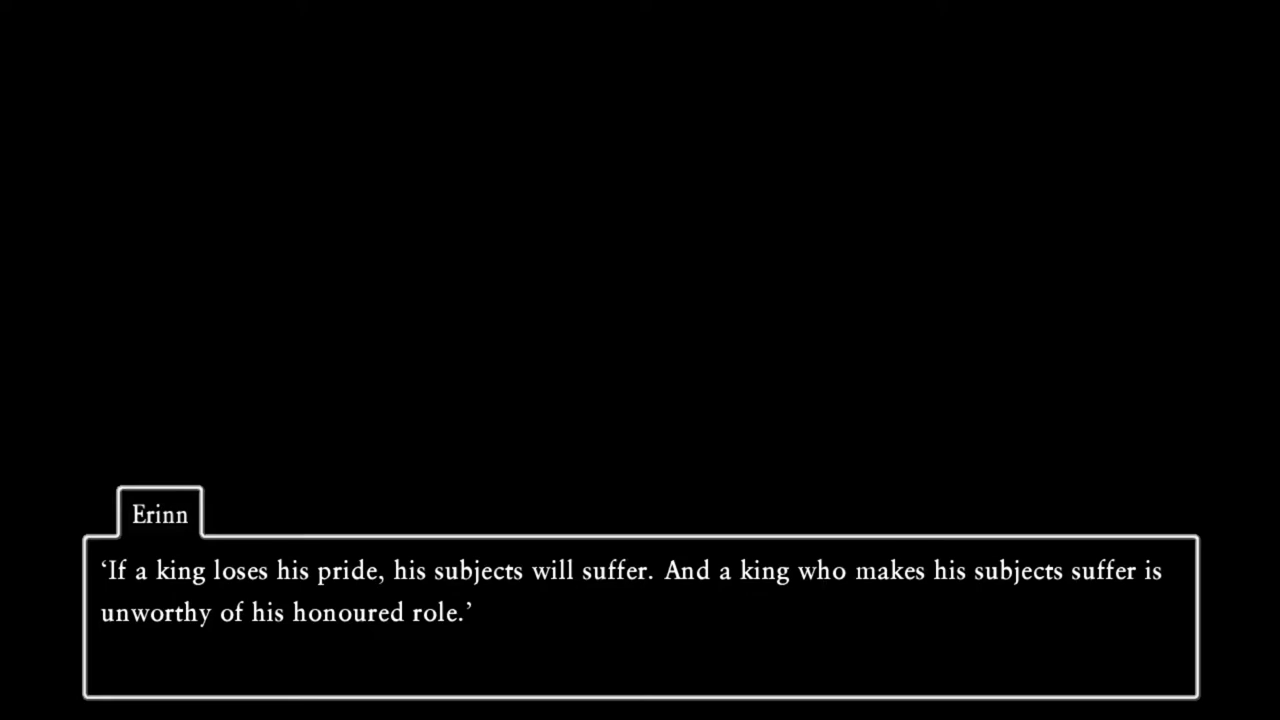 Erinn
‘If a king loses his pride, his subjects will suffer. And a king who makes his subjects suffer is
unworthy of his honoured role.’